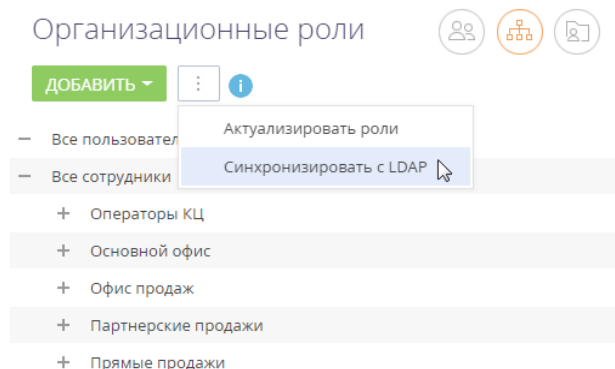 Организационные роли
ДОБАВИТЬ
i
Актуализировать роли
Все пользовател
Синхронизировать с LDAP
Все сотрудники
Операторы КЦ
Основной офис
Офис продаж
Партнерские продажи
Прямые продажи